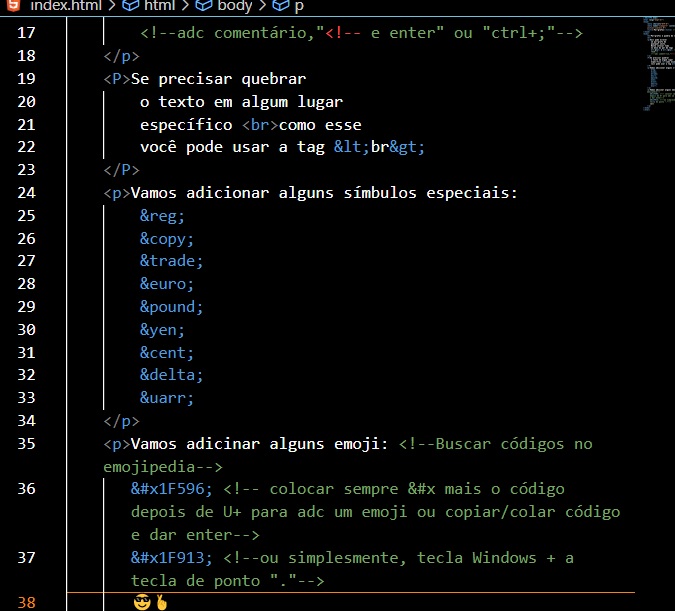 index.html > html > body > p
17 <!--adc comentário,"<!-- e enter" ou "ctrl+;"-->
18 </p>
19 <P>Se precisar quebrar
20 o texto em algum lugar
21 específico <br>como esse
22 você pode usar a tag &lt;br&gt;
23 </P>
24 <p>Vamos adicionar alguns símbulos especiais:
25 &reg;
26 &copy;
27 &trade;
28 &euro;
29 &pound;
30 &yen;
31 &cent;
32 &delta;
33 &uarr;
34 </p>
35 <p>Vamos adicinar alguns emoji: <!--Buscar códigos no
emojipedia-->
36 &#x1F596; <!-- colocar sempre &#x mais o código
depois de U+ para adc um emoji ou copiar/colar código
e dar enter-->
37 &#x1F913; <!--ou simplesmente, tecla Windows + a
tecla de ponto "."-->
38 😎🤞